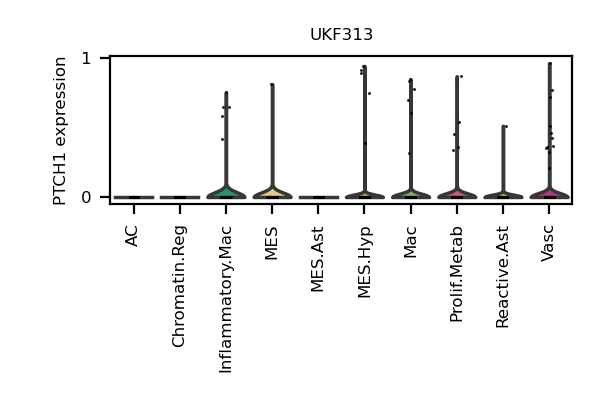 UKF313
PTCH1 expression
1
0
AC
Chromatin.Reg
Inflammatory.Mac
MES
MES.Ast
MES.Hyp
Mac
Prolif.Metab
Reactive.Ast
Vasc